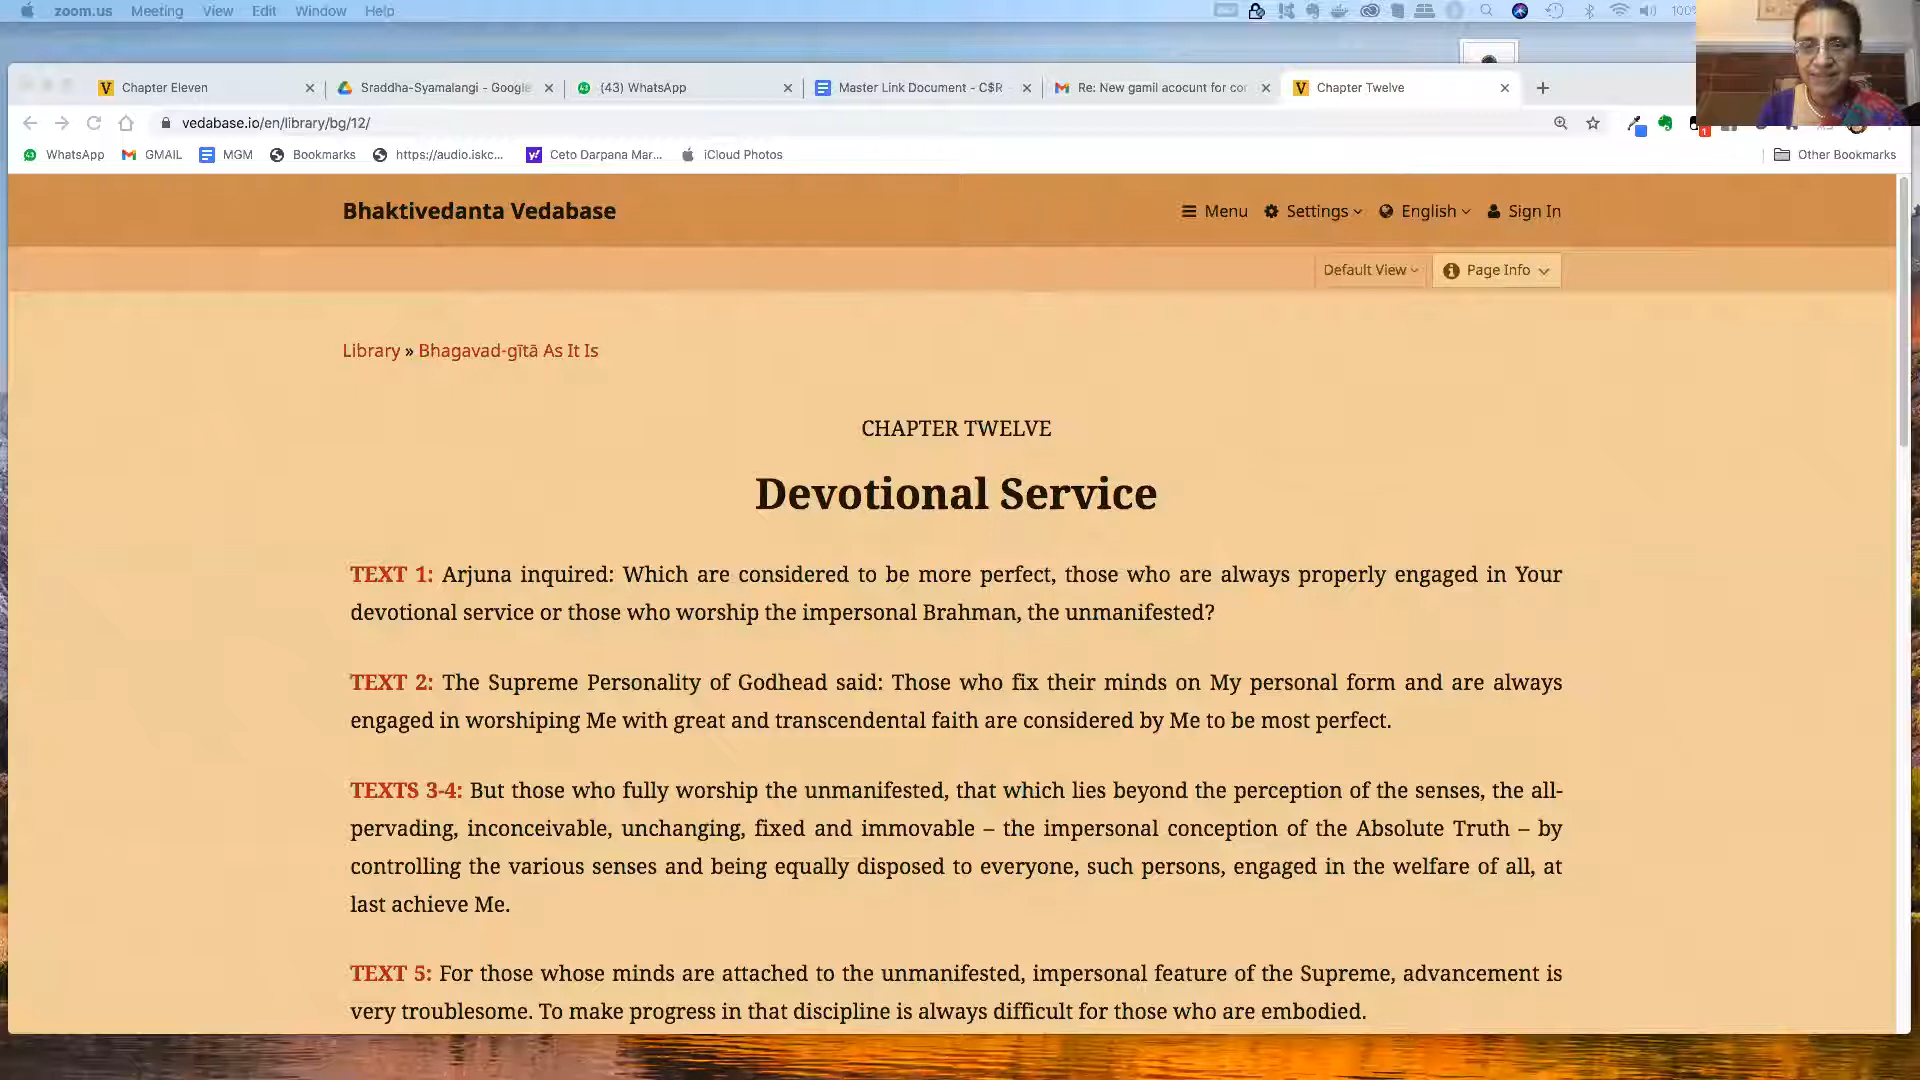 zoom.us Meeting View Edit Window Help 100%
Chapter Eleven Sraddha-Syamalangi - Google (43) WhatsApp Master Link Document - C$R Re: New gamil acocunt for cor Chapter Twelve
vedabase.io/en/library/bg/12/
WhatsApp GMAIL MGM Bookmarks https://audio.iskc... Ceto Darpana Mar... iCloud Photos Other Bookmarks
Bhaktivedanta Vedabase Menu Settings English Sign In
Default View Page Info
Library » Bhagavad-gītā As It Is
CHAPTER TWELVE
Devotional Service
TEXT 1: Arjuna inquired: Which are considered to be more perfect, those who are always properly engaged in Your
devotional service or those who worship the impersonal Brahman, the unmanifested?
TEXT 2: The Supreme Personality of Godhead said: Those who fix their minds on My personal form and are always
engaged in worshiping Me with great and transcendental faith are considered by Me to be most perfect.
TEXTS 3-4: But those who fully worship the unmanifested, that which lies beyond the perception of the senses, the all-
pervading, inconceivable, unchanging, fixed and immovable – the impersonal conception of the Absolute Truth – by
controlling the various senses and being equally disposed to everyone, such persons, engaged in the welfare of all, at
last achieve Me.
TEXT 5: For those whose minds are attached to the unmanifested, impersonal feature of the Supreme, advancement is
very troublesome. To make progress in that discipline is always difficult for those who are embodied.